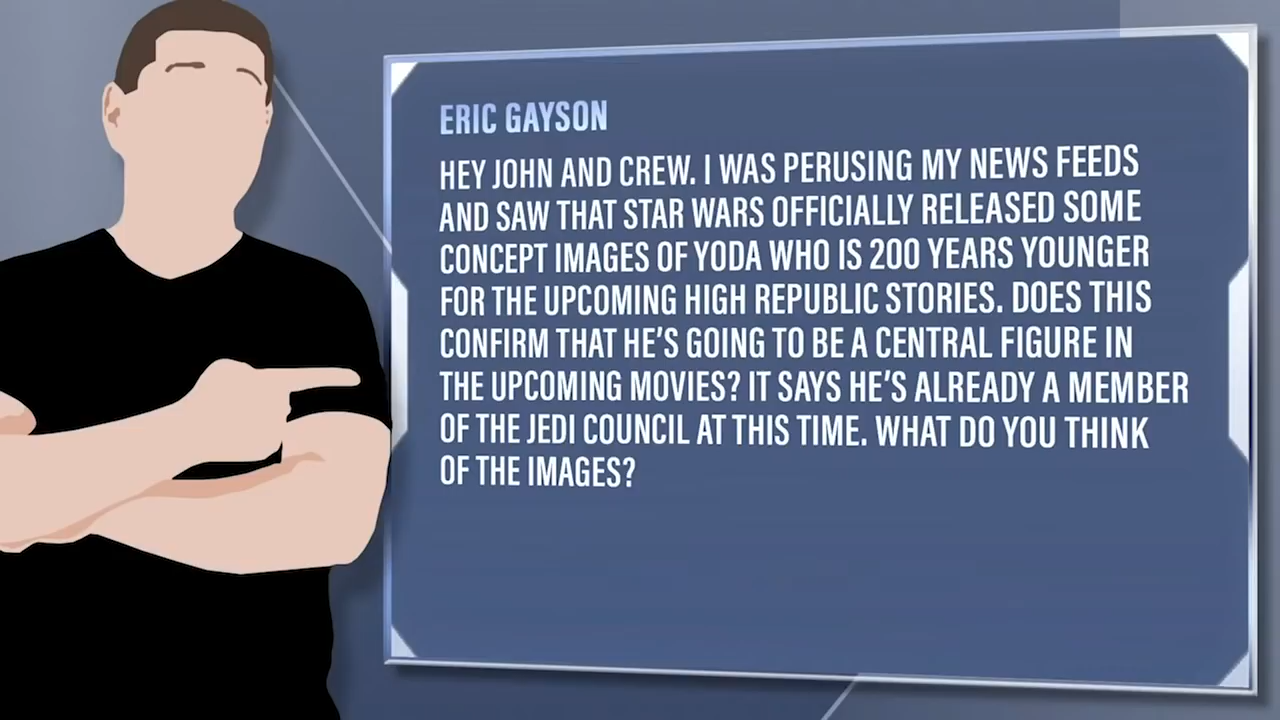 ERIC GAYSON
HEY JOHN AND CREW. I WAS PERUSING MY NEWS FEEDS
AND SAW THAT STAR WARS OFFICIALLY RELEASED SOME
CONCEPT IMAGES OF YODA WHO IS 200 YEARS YOUNGER
FOR THE UPCOMING HIGH REPUBLIC STORIES. DOES THIS
CONFIRM THAT HE'S GOING TO BE A CENTRAL FIGURE IN
THE UPCOMING MOVIES? IT SAYS HE'S ALREADY A MEMBER
OF THE JEDI COUNCIL AT THIS TIME. WHAT DO YOU THINK
OF THE IMAGES?